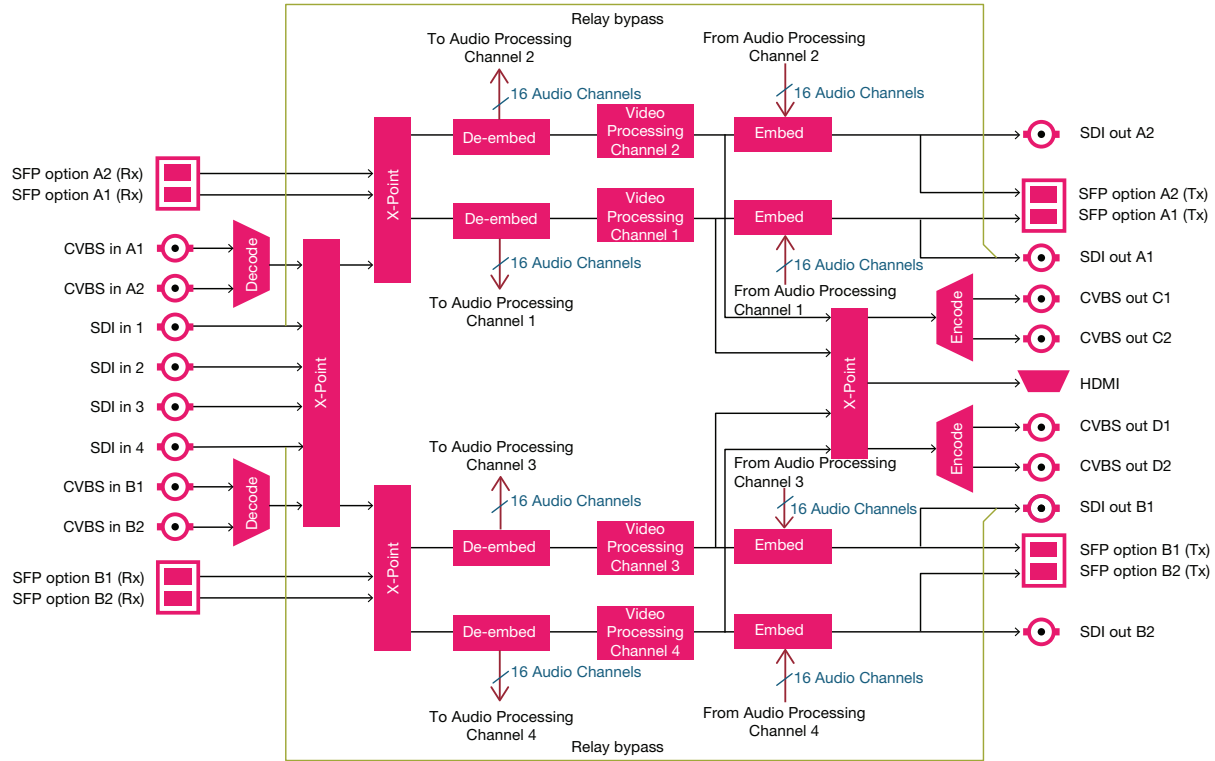 Relay bypass
To Audio Processing
Channel 2
From Audio Processing
Channel 2
16 Audio Channels
16 Audio Channels
X-Point
De-embed
Video
Processing
Channel 2
Embed
SDI out A2
SFP option A2 (Rx)
SFP option A1 (Rx)
SFP option A2 (Tx)
SFP option A1 (Tx)
De-embed
Video
Processing
Channel 1
Embed
CVBS in A1
CVBS in A2
Decode
16 Audio Channels
16 Audio Channels
SDI out A1
To Audio Processing
Channel 1
From Audio Processing
Channel 1
CVBS out C1
CVBS out C2
Encode
SDI in 1
SDI in 2
SDI in 3
SDI in 4
X-Point
X-Point
HDMI
CVBS out D1
CVBS out D2
Encode
To Audio Processing
Channel 3
From Audio Processing
Channel 3
CVBS in B1
CVBS in B2
Decode
16 Audio Channels
16 Audio Channels
SDI out B1
X-Point
De-embed
Video
Processing
Channel 3
Embed
SFP option B1 (Tx)
SFP option B2 (Tx)
SFP option B1 (Rx)
SFP option B2 (Rx)
De-embed
Video
Processing
Channel 4
Embed
SDI out B2
16 Audio Channels
16 Audio Channels
To Audio Processing
Channel 4
From Audio Processing
Channel 4
Relay bypass